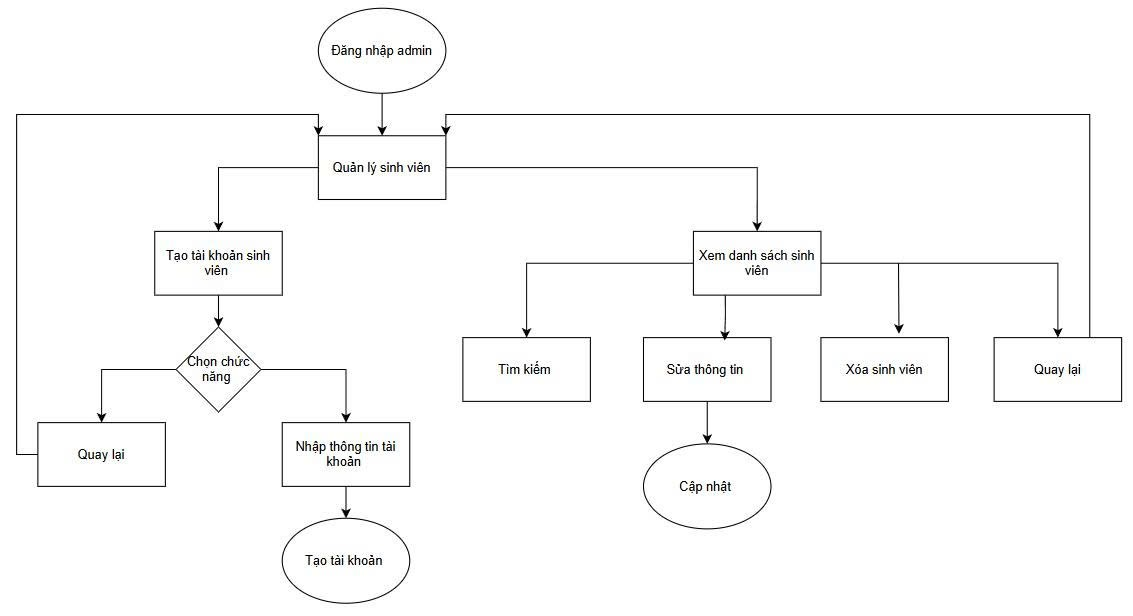 Đăng nhập admin
Quản lý sinh viên
Tạo tài khoản sinh
viên
Xem danh sách sinh
viên
Chọn chức
năng
Tìm kiếm
Sửa thông tin
Xóa sinh viên
Quay lại
Quay lại
Nhập thông tin tài
khoản
Cập nhật
Tạo tài khoản